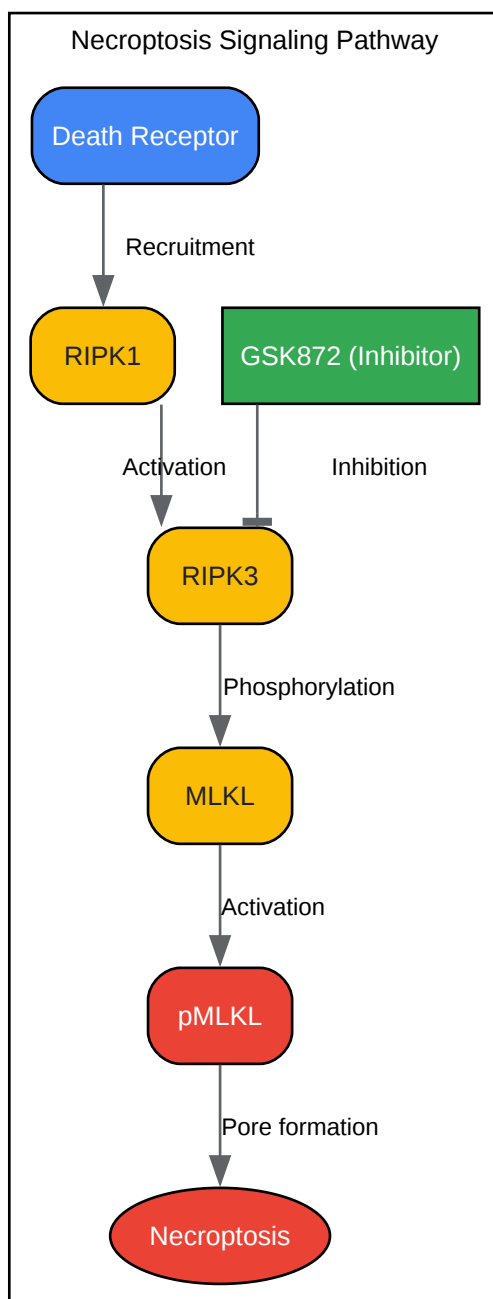 Necroptosis Signaling Pathway
Death Receptor
Recruitment
RIPK1
GSK872 (Inhibitor)
Activation
Inhibition
RIPK3
Phosphorylation
MLKL
Activation
pMLKL
Pore formation
Necroptosis